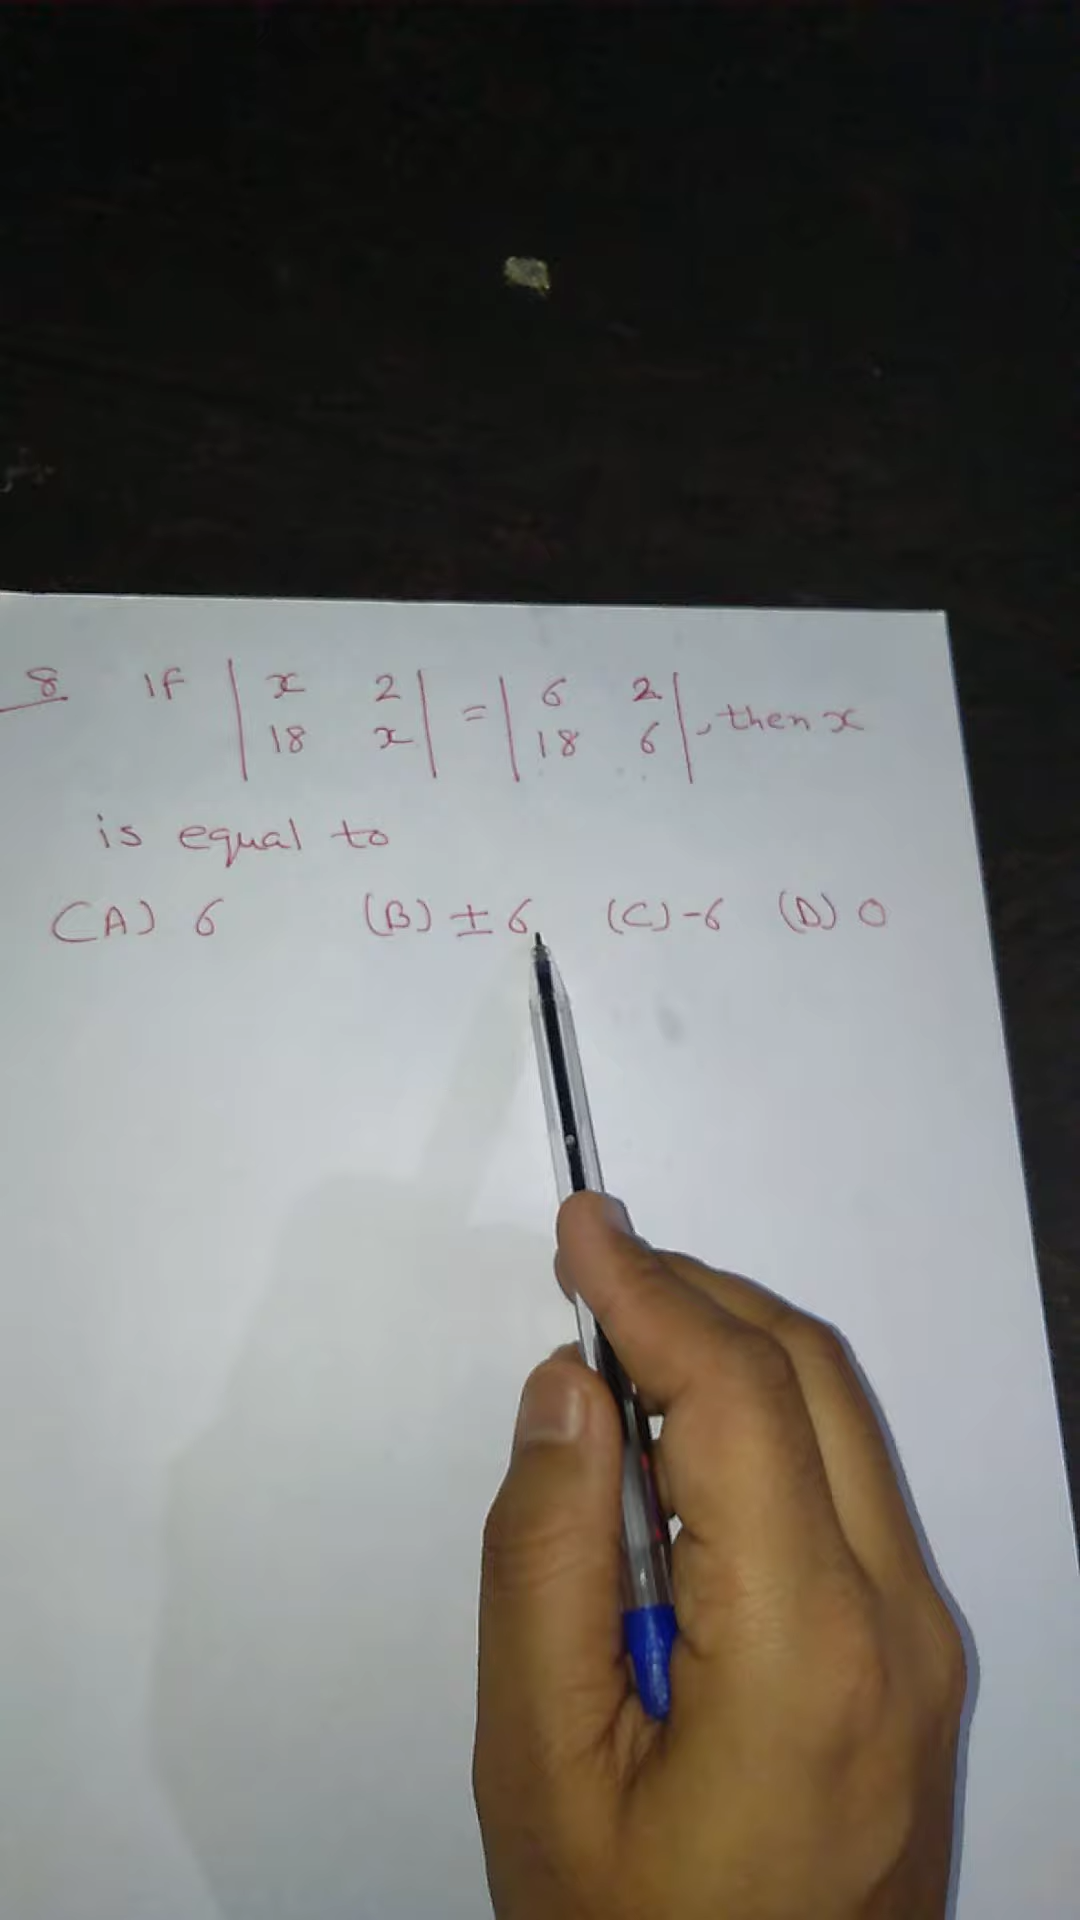 8 If | x 2 | = | 6 2 |, then x
| 18 x | | 18 6 |
is equal to
(A) 6 (B) ± 6 (C) -6 (D) 0